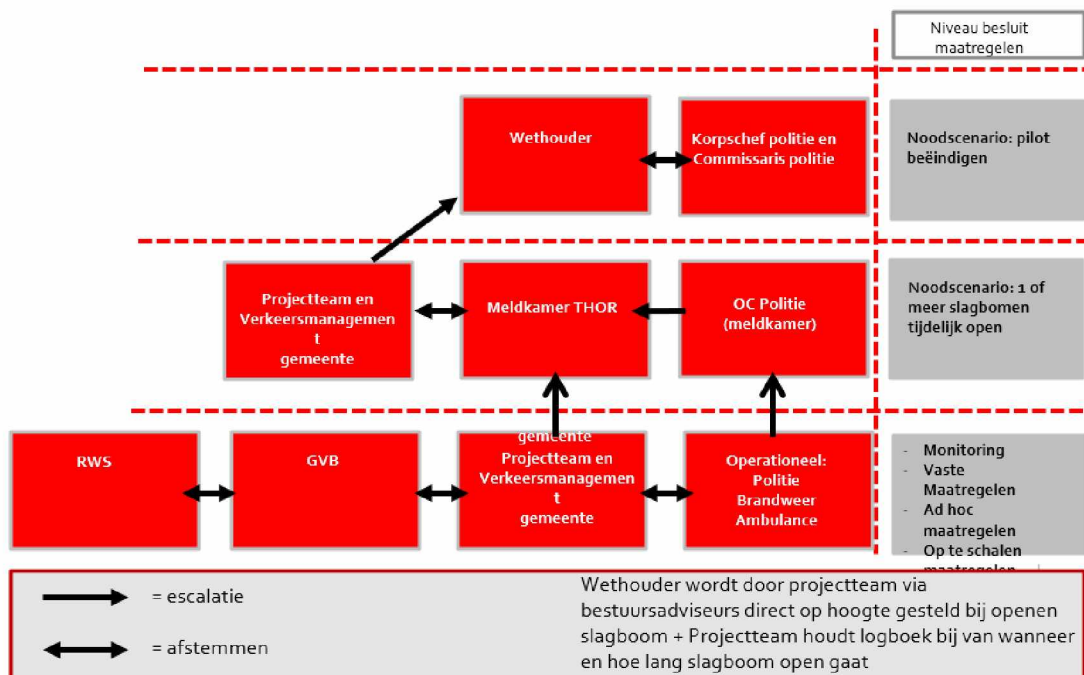 Niveau besluit
maatregelen
Wethouder
Korpschef politie en
Commissaris politie
Noodscenario: pilot
beëindigen
Projectteam en
Verkeersmanagemen
t
gemeente
Meldkamer THOR
OC Politie
(meldkamer)
Noodscenario: 1 of
meer slagbomen
tijdelijk open
RWS
GVB
gemeente
Projectteam en
Verkeersmanagemen
t
gemeente
Operationeel:
Politie
Brandweer
Ambulance
- Monitoring
- Vaste
Maatregelen
- Ad hoc
maatregelen
- Op te schalen
maatregelen
= escalatie
= afstemmen
Wethouder wordt door projectteam via
bestuursadviseurs direct op hoogte gesteld bij openen
slagboom + Projectteam houdt logboek bij van wanneer
en hoe lang slagboom open gaat